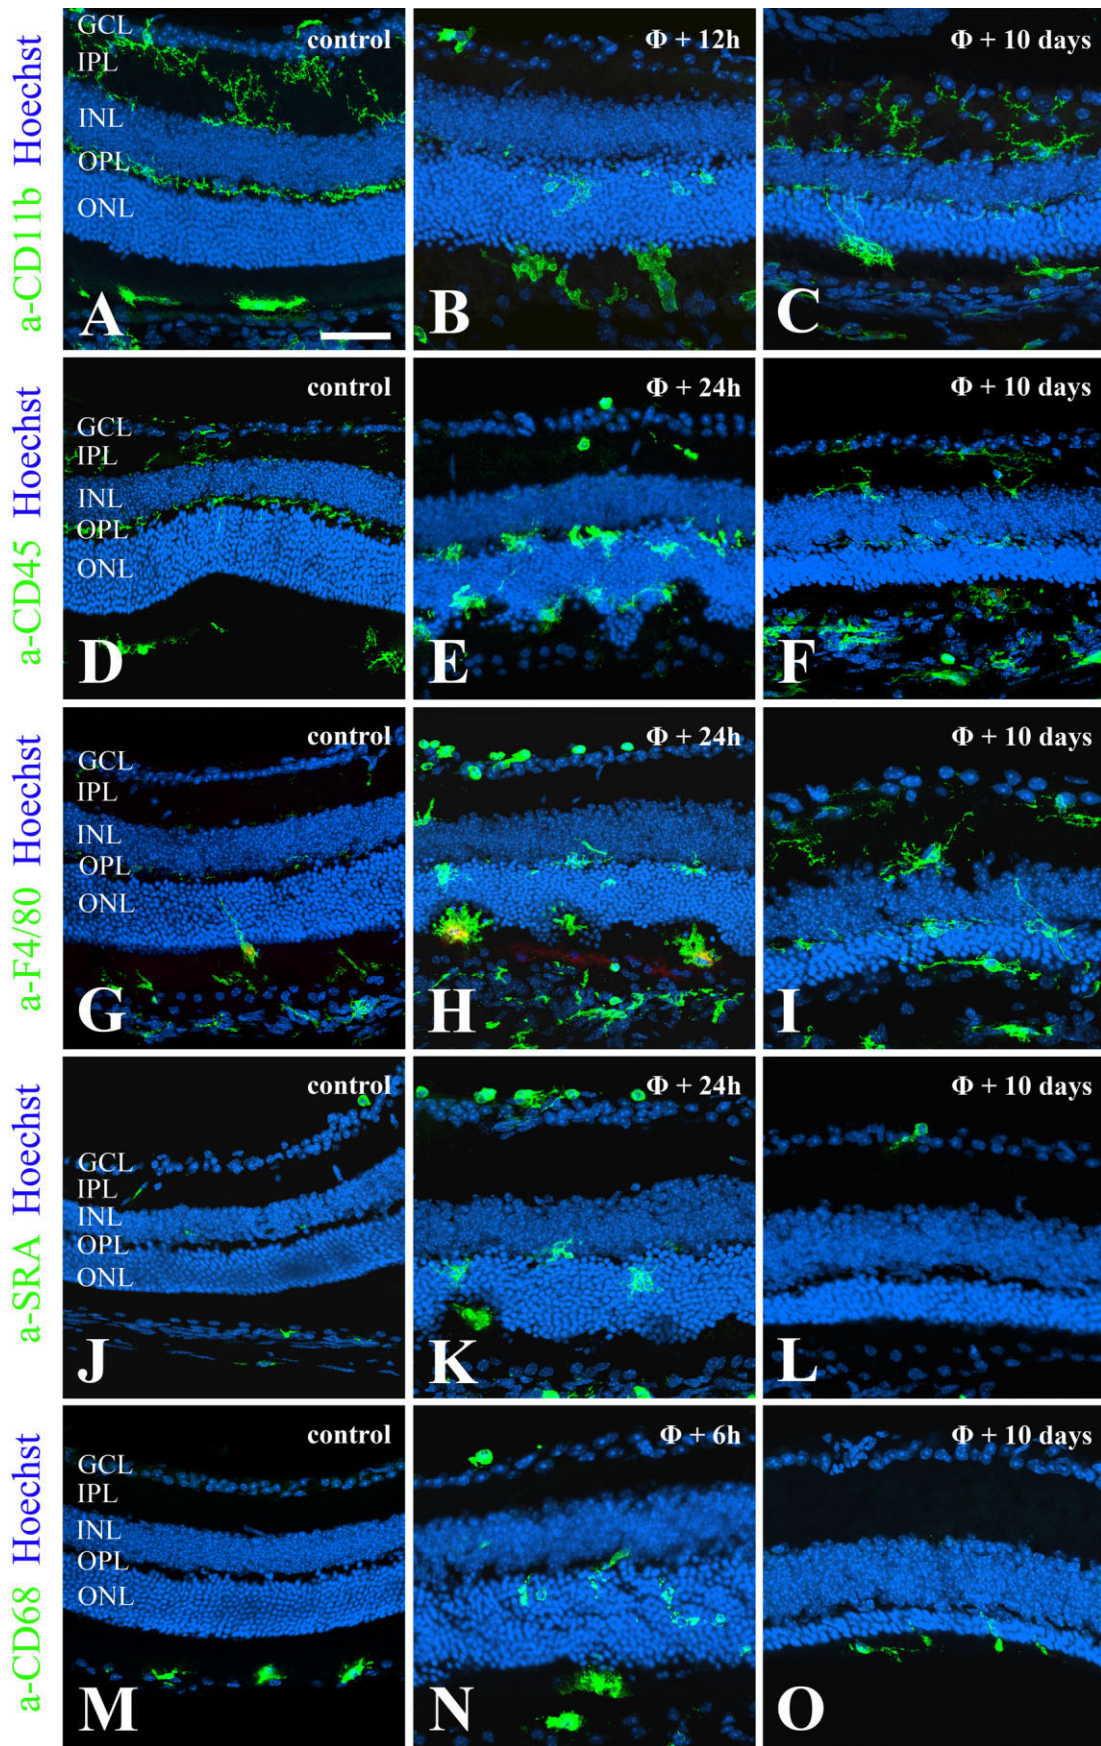 a-CD11b Hoechst
GCL
IPL
INL
OPL
ONL
control
A
Φ + 12h
B
Φ + 10 days
C
a-CD45 Hoechst
GCL
IPL
INL
OPL
ONL
control
D
Φ + 24h
E
Φ + 10 days
F
a-F4/80 Hoechst
GCL
IPL
INL
OPL
ONL
control
G
Φ + 24h
H
Φ + 10 days
I
a-SRA Hoechst
GCL
IPL
INL
OPL
ONL
control
J
Φ + 24h
K
Φ + 10 days
L
a-CD68 Hoechst
GCL
IPL
INL
OPL
ONL
control
M
Φ + 6h
N
Φ + 10 days
O